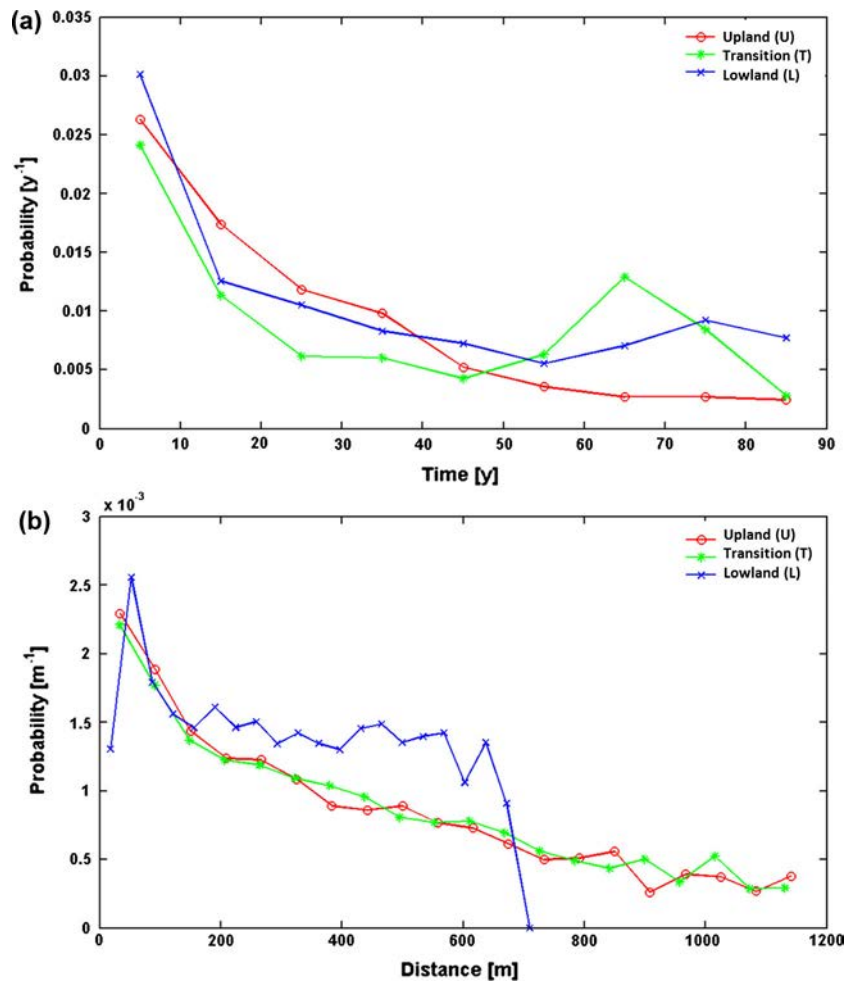 (a)
Upland (U)
Transition (T)
Lowland (L)
0.035
0.03
0.025
0.02
0.015
0.01
0.005
0
Probability [y⁻¹]
0 10 20 30 40 50 60 70 80 90
Time [y]
(b)
x 10⁻³
Upland (U)
Transition (T)
Lowland (L)
3
2.5
2
1.5
1
0.5
0
Probability [m⁻¹]
0 200 400 600 800 1000 1200
Distance [m]